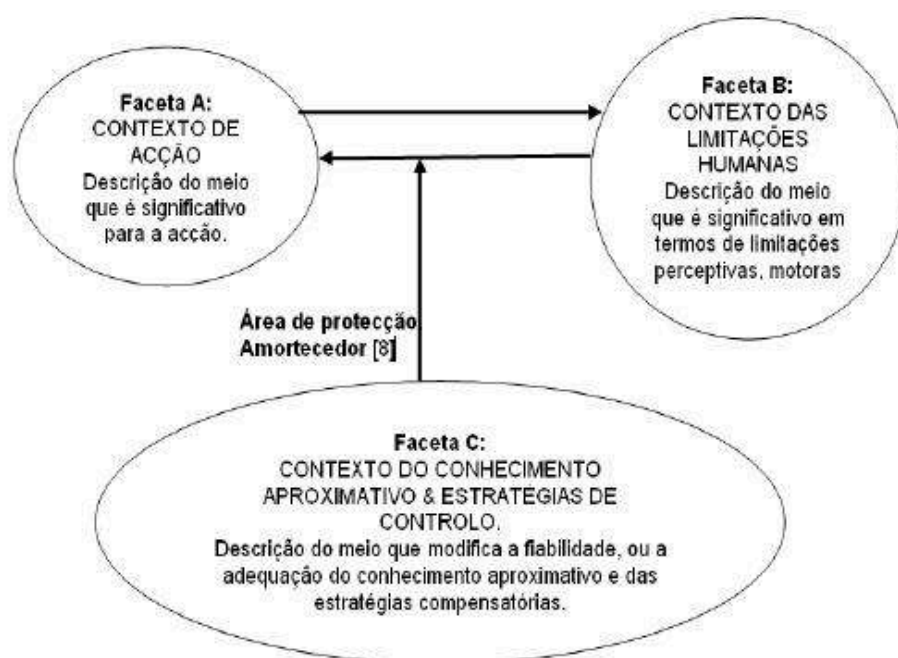 Faceta A:
CONTEXTO DE
ACÇÃO
Descrição do meio
que é significativo
para a acção.
Faceta B:
CONTEXTO DAS
LIMITAÇÕES
HUMANAS
Descrição do meio
que é significativo em
termos de limitações
perceptivas, motoras
Área de protecção
Amortecedor [8]
Faceta C:
CONTEXTO DO CONHECIMENTO
APROXIMATIVO & ESTRATÉGIAS DE
CONTROLO.
Descrição do meio que modifica a fiabilidade, ou a
adequação do conhecimento aproximativo e das
estratégias compensatórias.